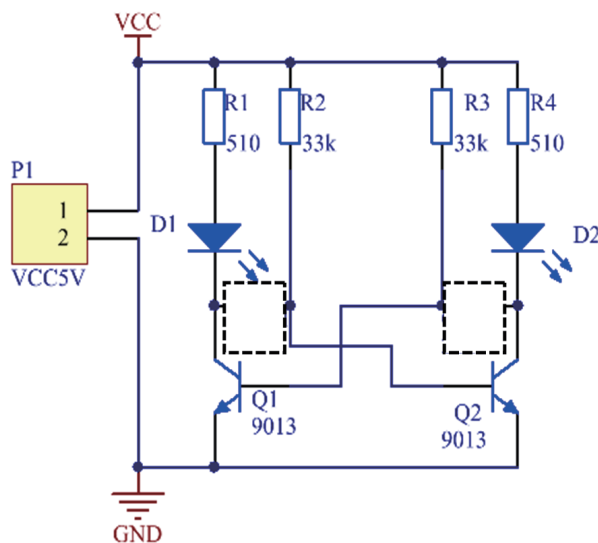 VCC
R1
510
R2
33k
R3
33k
R4
510
P1
1
2
VCC5V
D1
D2
Q1
9013
Q2
9013
GND